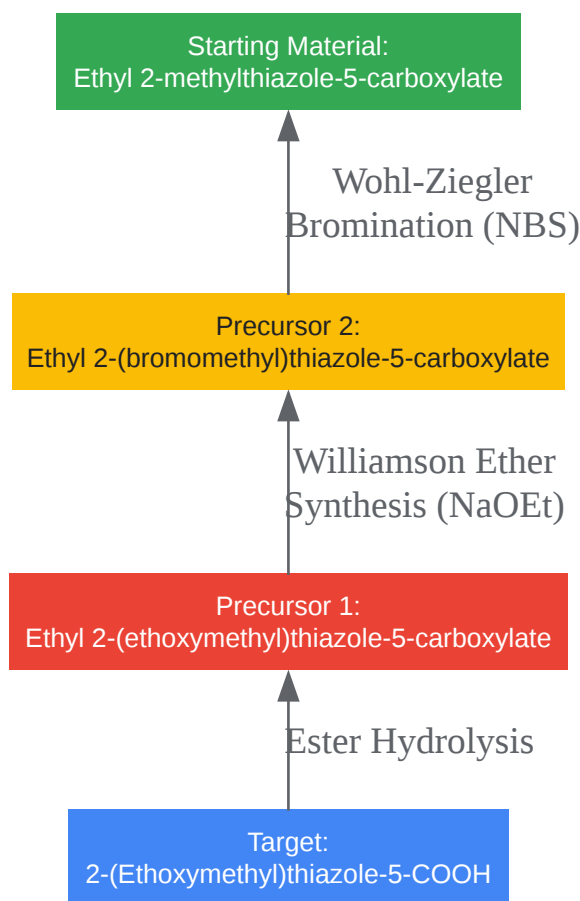 Starting Material:
Ethyl 2-methylthiazole-5-carboxylate
Wohl-Ziegler
Bromination (NBS)
Precursor 2:
Ethyl 2-(bromomethyl)thiazole-5-carboxylate
Williamson Ether
Synthesis (NaOEt)
Precursor 1:
Ethyl 2-(ethoxymethyl)thiazole-5-carboxylate
Ester Hydrolysis
Target:
2-(Ethoxymethyl)thiazole-5-COOH